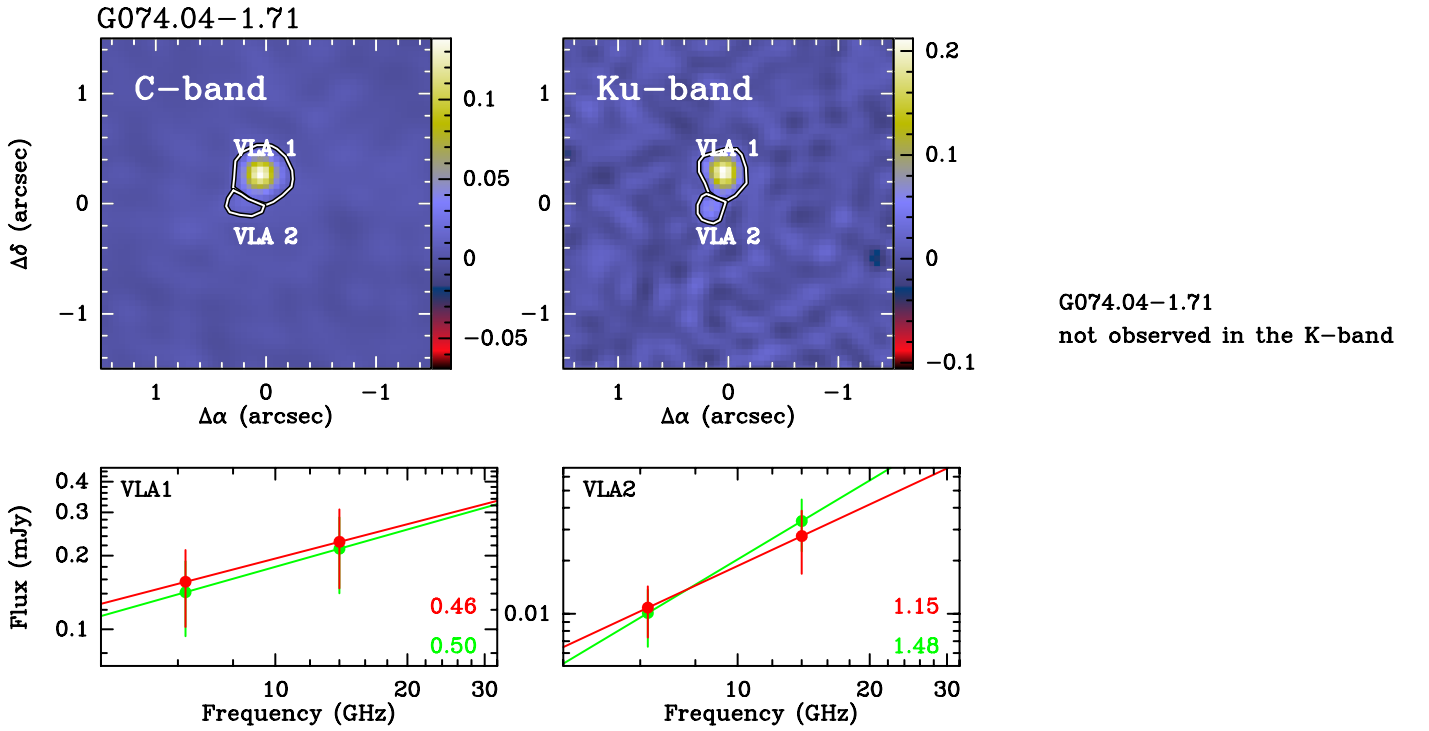 G074.04−1.71
C−band
VLA 1
VLA 2
1
0
−1
Δδ (arcsec)
1
0
−1
Δα (arcsec)
0.1
0.05
0
−0.05
Ku−band
VLA 1
VLA 2
1
0
−1
1
0
−1
Δα (arcsec)
0.2
0.1
0
−0.1
G074.04−1.71
not observed in the K−band
VLA1
0.4
0.3
0.2
0.1
Flux (mJy)
0.46
0.50
10
20
30
Frequency (GHz)
VLA2
0.01
1.15
1.48
10
20
30
Frequency (GHz)